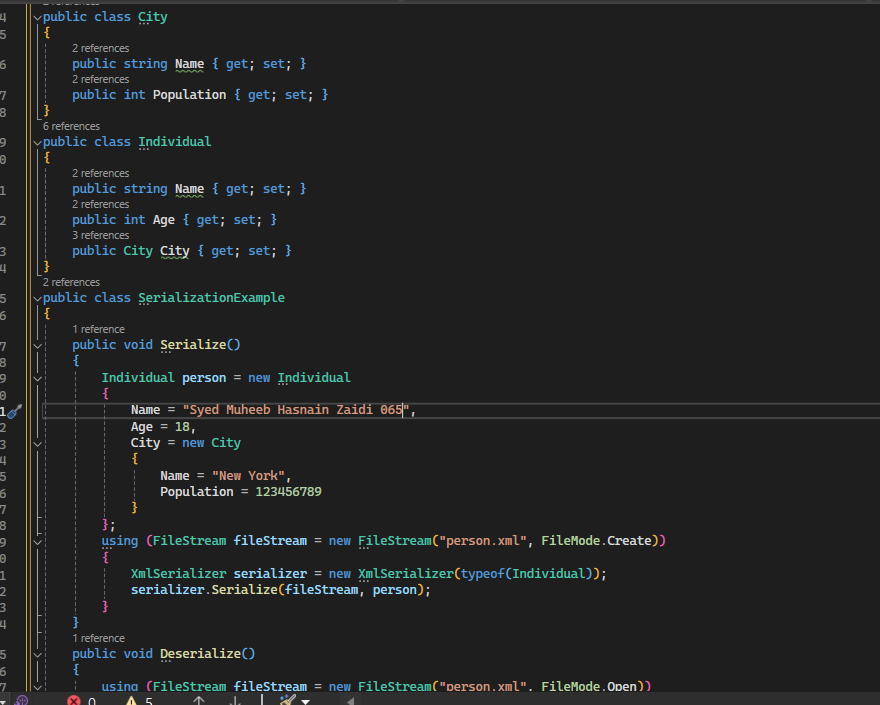 4 public class City
5 {
2 references
6 public string Name { get; set; }
2 references
7 public int Population { get; set; }
8 }
6 references
9 public class Individual
0 {
2 references
1 public string Name { get; set; }
2 references
2 public int Age { get; set; }
3 references
3 public City City { get; set; }
4 }
2 references
5 public class SerializationExample
6 {
1 reference
7 public void Serialize()
8 {
9 Individual person = new Individual
0 {
1 Name = "Syed Muheeb Hasnain Zaidi 065",
2 Age = 18,
3 City = new City
4 {
5 Name = "New York",
6 Population = 123456789
7 }
8 };
9 using (FileStream fileStream = new FileStream("person.xml", FileMode.Create))
0 {
1 XmlSerializer serializer = new XmlSerializer(typeof(Individual));
2 serializer.Serialize(fileStream, person);
3 }
4 }
1 reference
5 public void Deserialize()
6 {
7 using (FileStream fileStream = new FileStream("person.xml", FileMode.Open))
0 5